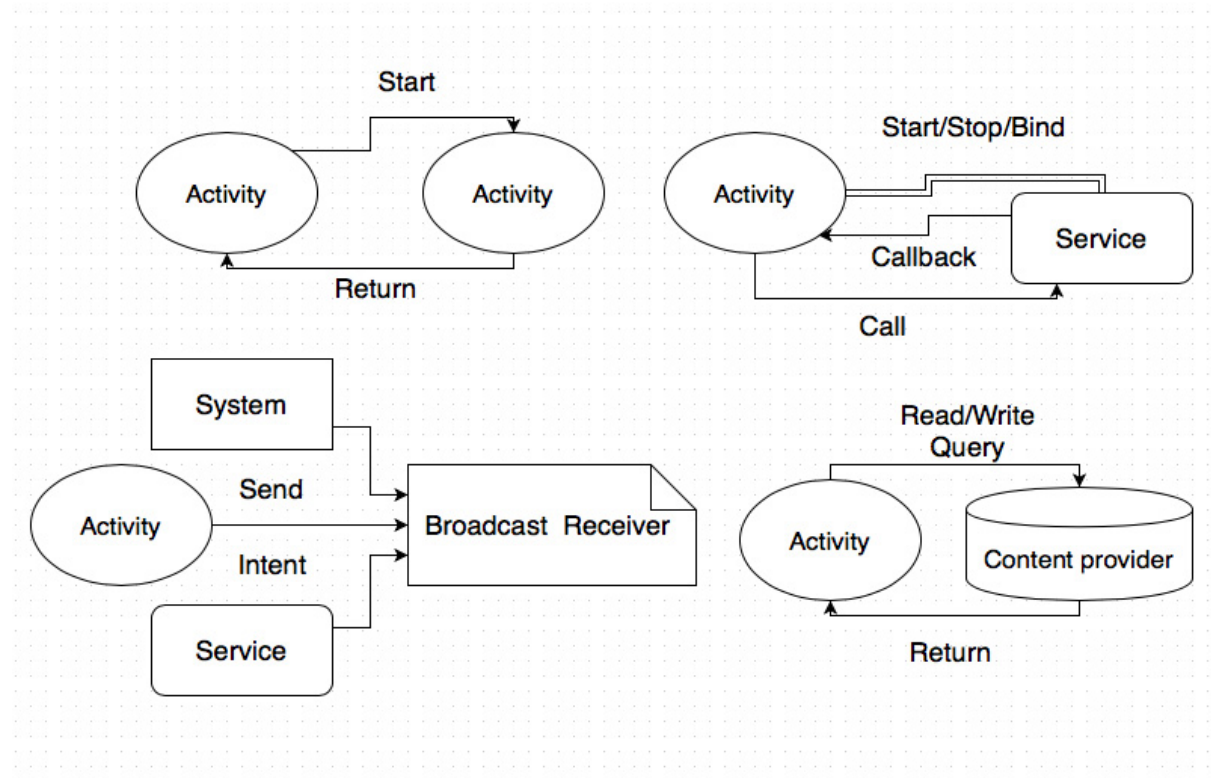 Start
Activity
Activity
Return
Start/Stop/Bind
Activity
Service
Callback
Call
System
Send
Activity
Broadcast Receiver
Intent
Service
Read/Write
Query
Activity
Content provider
Return